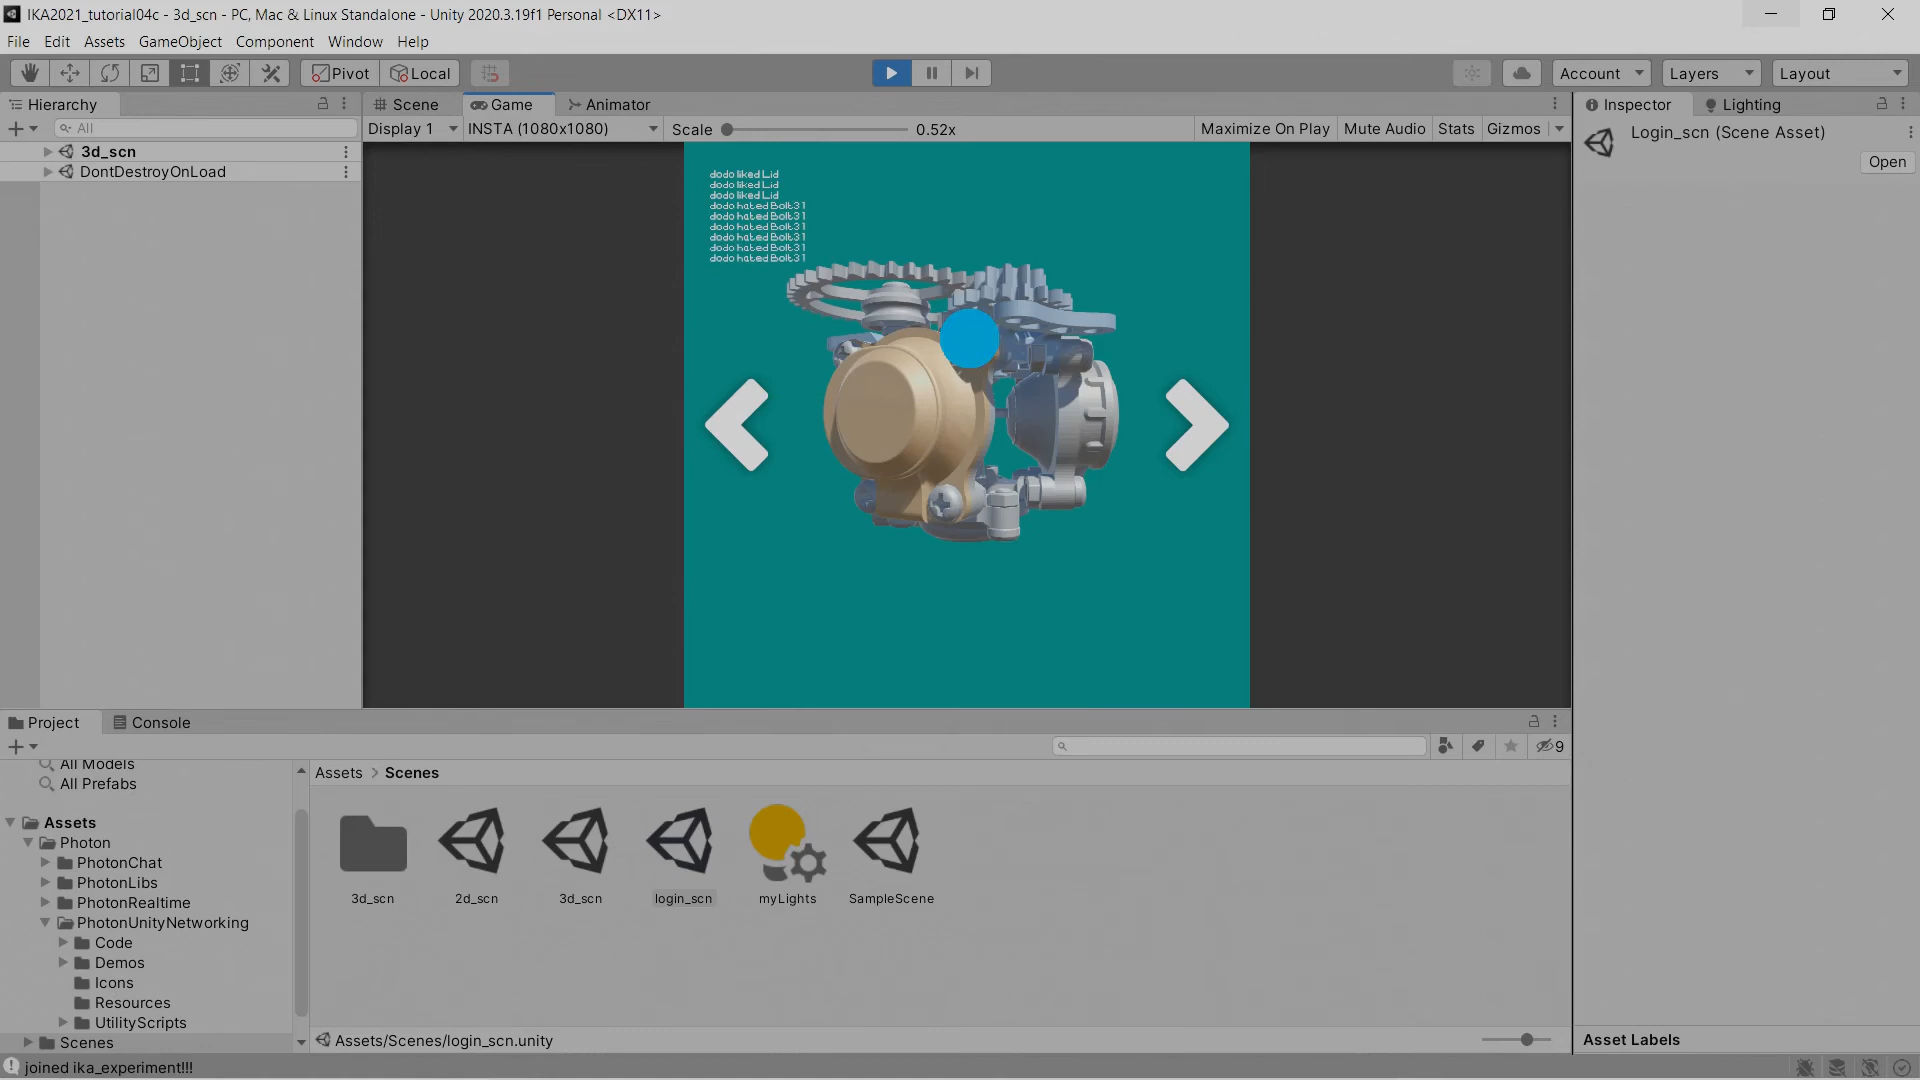 IKA2021_tutorial04c - 3d_scn - PC, Mac & Linux Standalone - Unity 2020.3.19f1 Personal <DX11>
File Edit Assets GameObject Component Window Help
Pivot Local Account Layers Layout
Hierarchy Scene Game Animator Inspector Lighting
All Display 1 INSTA (1080x1080) Scale 0.52x Maximize On Play Mute Audio Stats Gizmos
Login_scn (Scene Asset)
Open
3d_scn
DontDestroyOnLoad
dodo liked Lid
dodo liked Lid
dodo liked Lid
dodo hated Bolt31
dodo hated Bolt31
dodo hated Bolt31
dodo hated Bolt31
dodo hated Bolt31
dodo hated Bolt31
Project Console
9
All Models
All Prefabs
Assets > Scenes
Assets
Photon
PhotonChat
PhotonLibs
PhotonRealtime
PhotonUnityNetworking
Code
Demos
Icons
Resources
UtilityScripts
Scenes
3d_scn 2d_scn 3d_scn login_scn myLights SampleScene
Assets/Scenes/login_scn.unity
Asset Labels
joined ika_experiment!!!